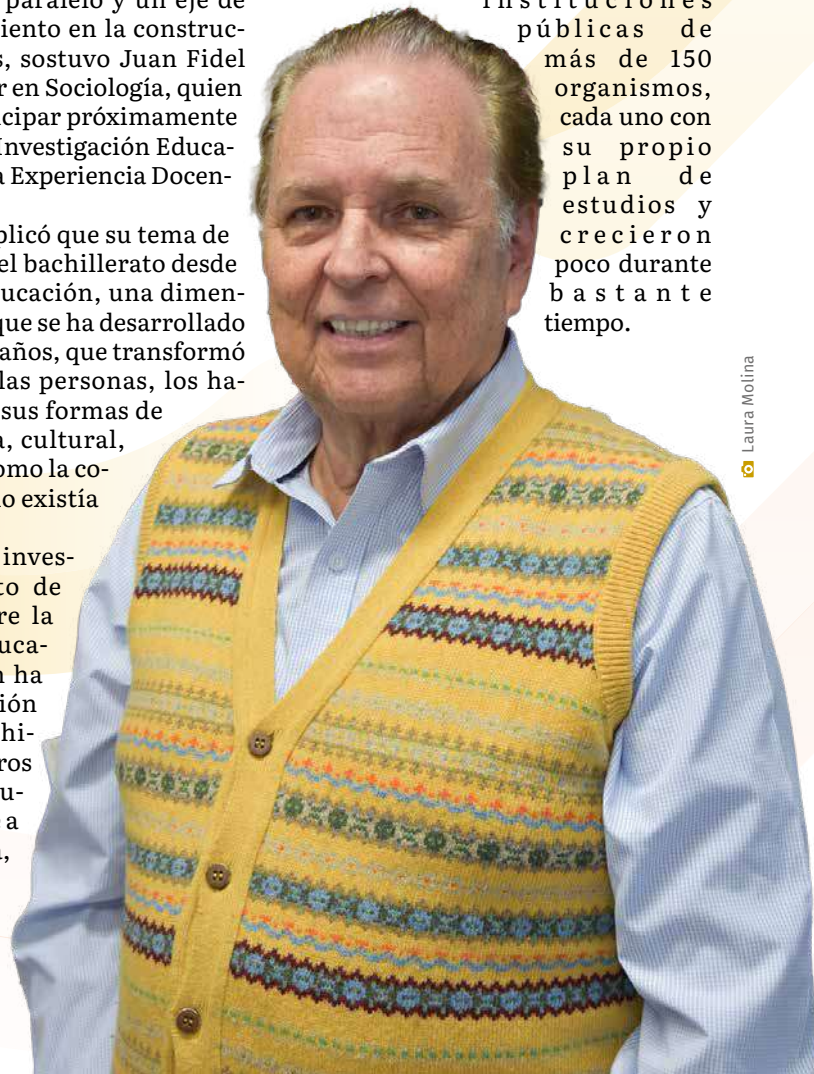 paralelo y un eje de
iento en la construc-
s, sostuvo Juan Fidel
r en Sociología, quien
icipar próximamente
Investigación Educa-
a Experiencia Docen-
plicó que su tema de
el bachillerato desde
ucación, una dimen-
que se ha desarrollado
años, que transformó
las personas, los ha-
sus formas de
a, cultural,
omo la co-
o existía
inves-
to de
re la
uca-
n ha
ión
hi-
ros
u-
a
instituciones
públicas de
más de 150
organismos,
cada uno con
su propio
plan de
estudios y
crecieron
poco durante
bastante
tiempo.
Laura Molina